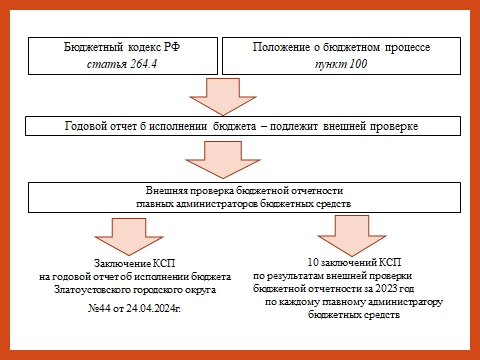 Бюджетный кодекс РФ
статья 264.4
Положение о бюджетном процессе
пункт 100
Годовой отчет б исполнении бюджета – подлежит внешней проверке
Внешняя проверка бюджетной отчетности
главных администраторов бюджетных средств
Заключение КСП
на годовой отчет об исполнении бюджета
Златоустовского городского округа
№44 от 24.04.2024г.
10 заключений КСП
по результатам внешней проверки
бюджетной отчетности за 2023 год
по каждому главному администратору
бюджетных средств